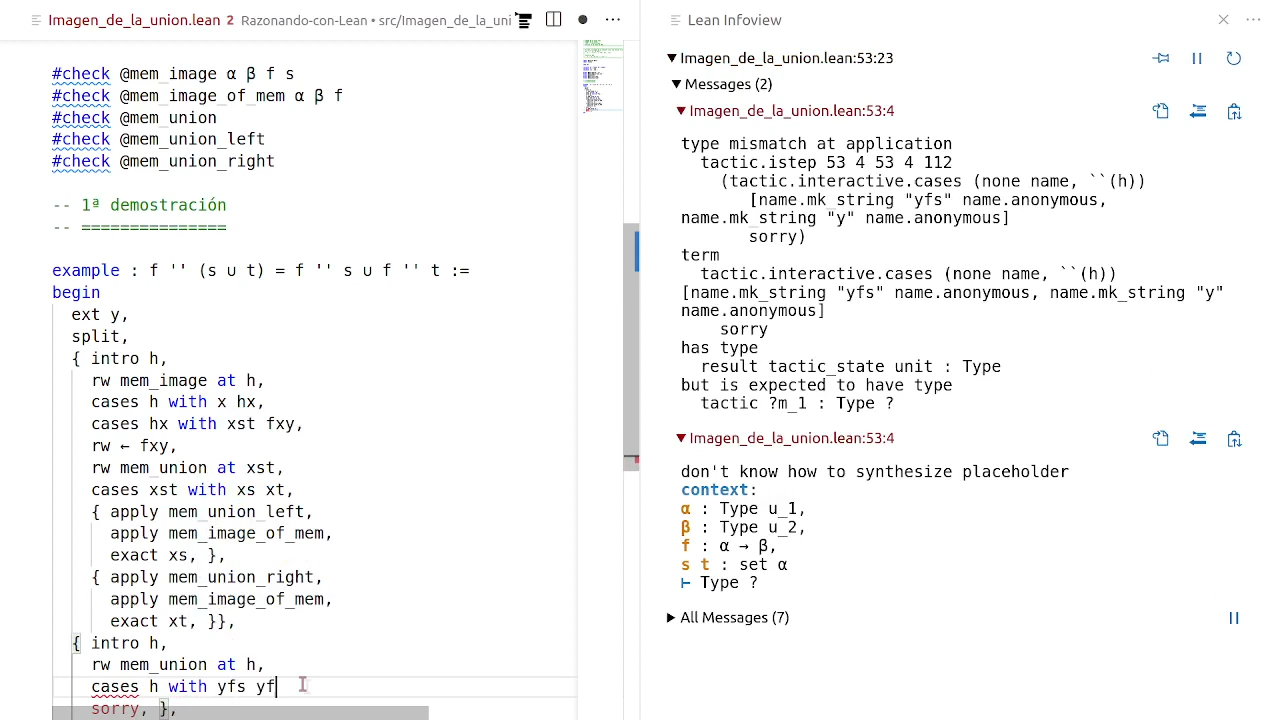 Imagen_de_la_union.lean 2 Razonando-con-Lean • src/Imagen_de_la_uni
#check @mem_image α β f s
#check @mem_image_of_mem α β f
#check @mem_union
#check @mem_union_left
#check @mem_union_right
-- 1ª demostración
-- ===============
example : f '' (s ∪ t) = f '' s ∪ f '' t :=
begin
ext y,
split,
{ intro h,
rw mem_image at h,
cases h with x hx,
cases hx with xst fxy,
rw ← fxy,
rw mem_union at xst,
cases xst with xs xt,
{ apply mem_union_left,
apply mem_image_of_mem,
exact xs, },
{ apply mem_union_right,
apply mem_image_of_mem,
exact xt, }},
{ intro h,
rw mem_union at h,
cases h with yfs yf
sorry, },
Lean Infoview
Imagen_de_la_union.lean:53:23
Messages (2)
Imagen_de_la_union.lean:53:4
type mismatch at application
tactic.istep 53 4 53 4 112
(tactic.interactive.cases (none name, ``(h))
[name.mk_string "yfs" name.anonymous,
name.mk_string "y" name.anonymous]
sorry)
term
tactic.interactive.cases (none name, ``(h))
[name.mk_string "yfs" name.anonymous, name.mk_string "y"
name.anonymous]
sorry
has type
result tactic_state unit : Type
but is expected to have type
tactic ?m_1 : Type ?
Imagen_de_la_union.lean:53:4
don't know how to synthesize placeholder
context:
α : Type u_1,
β : Type u_2,
f : α → β,
s t : set α
⊢ Type ?
All Messages (7)